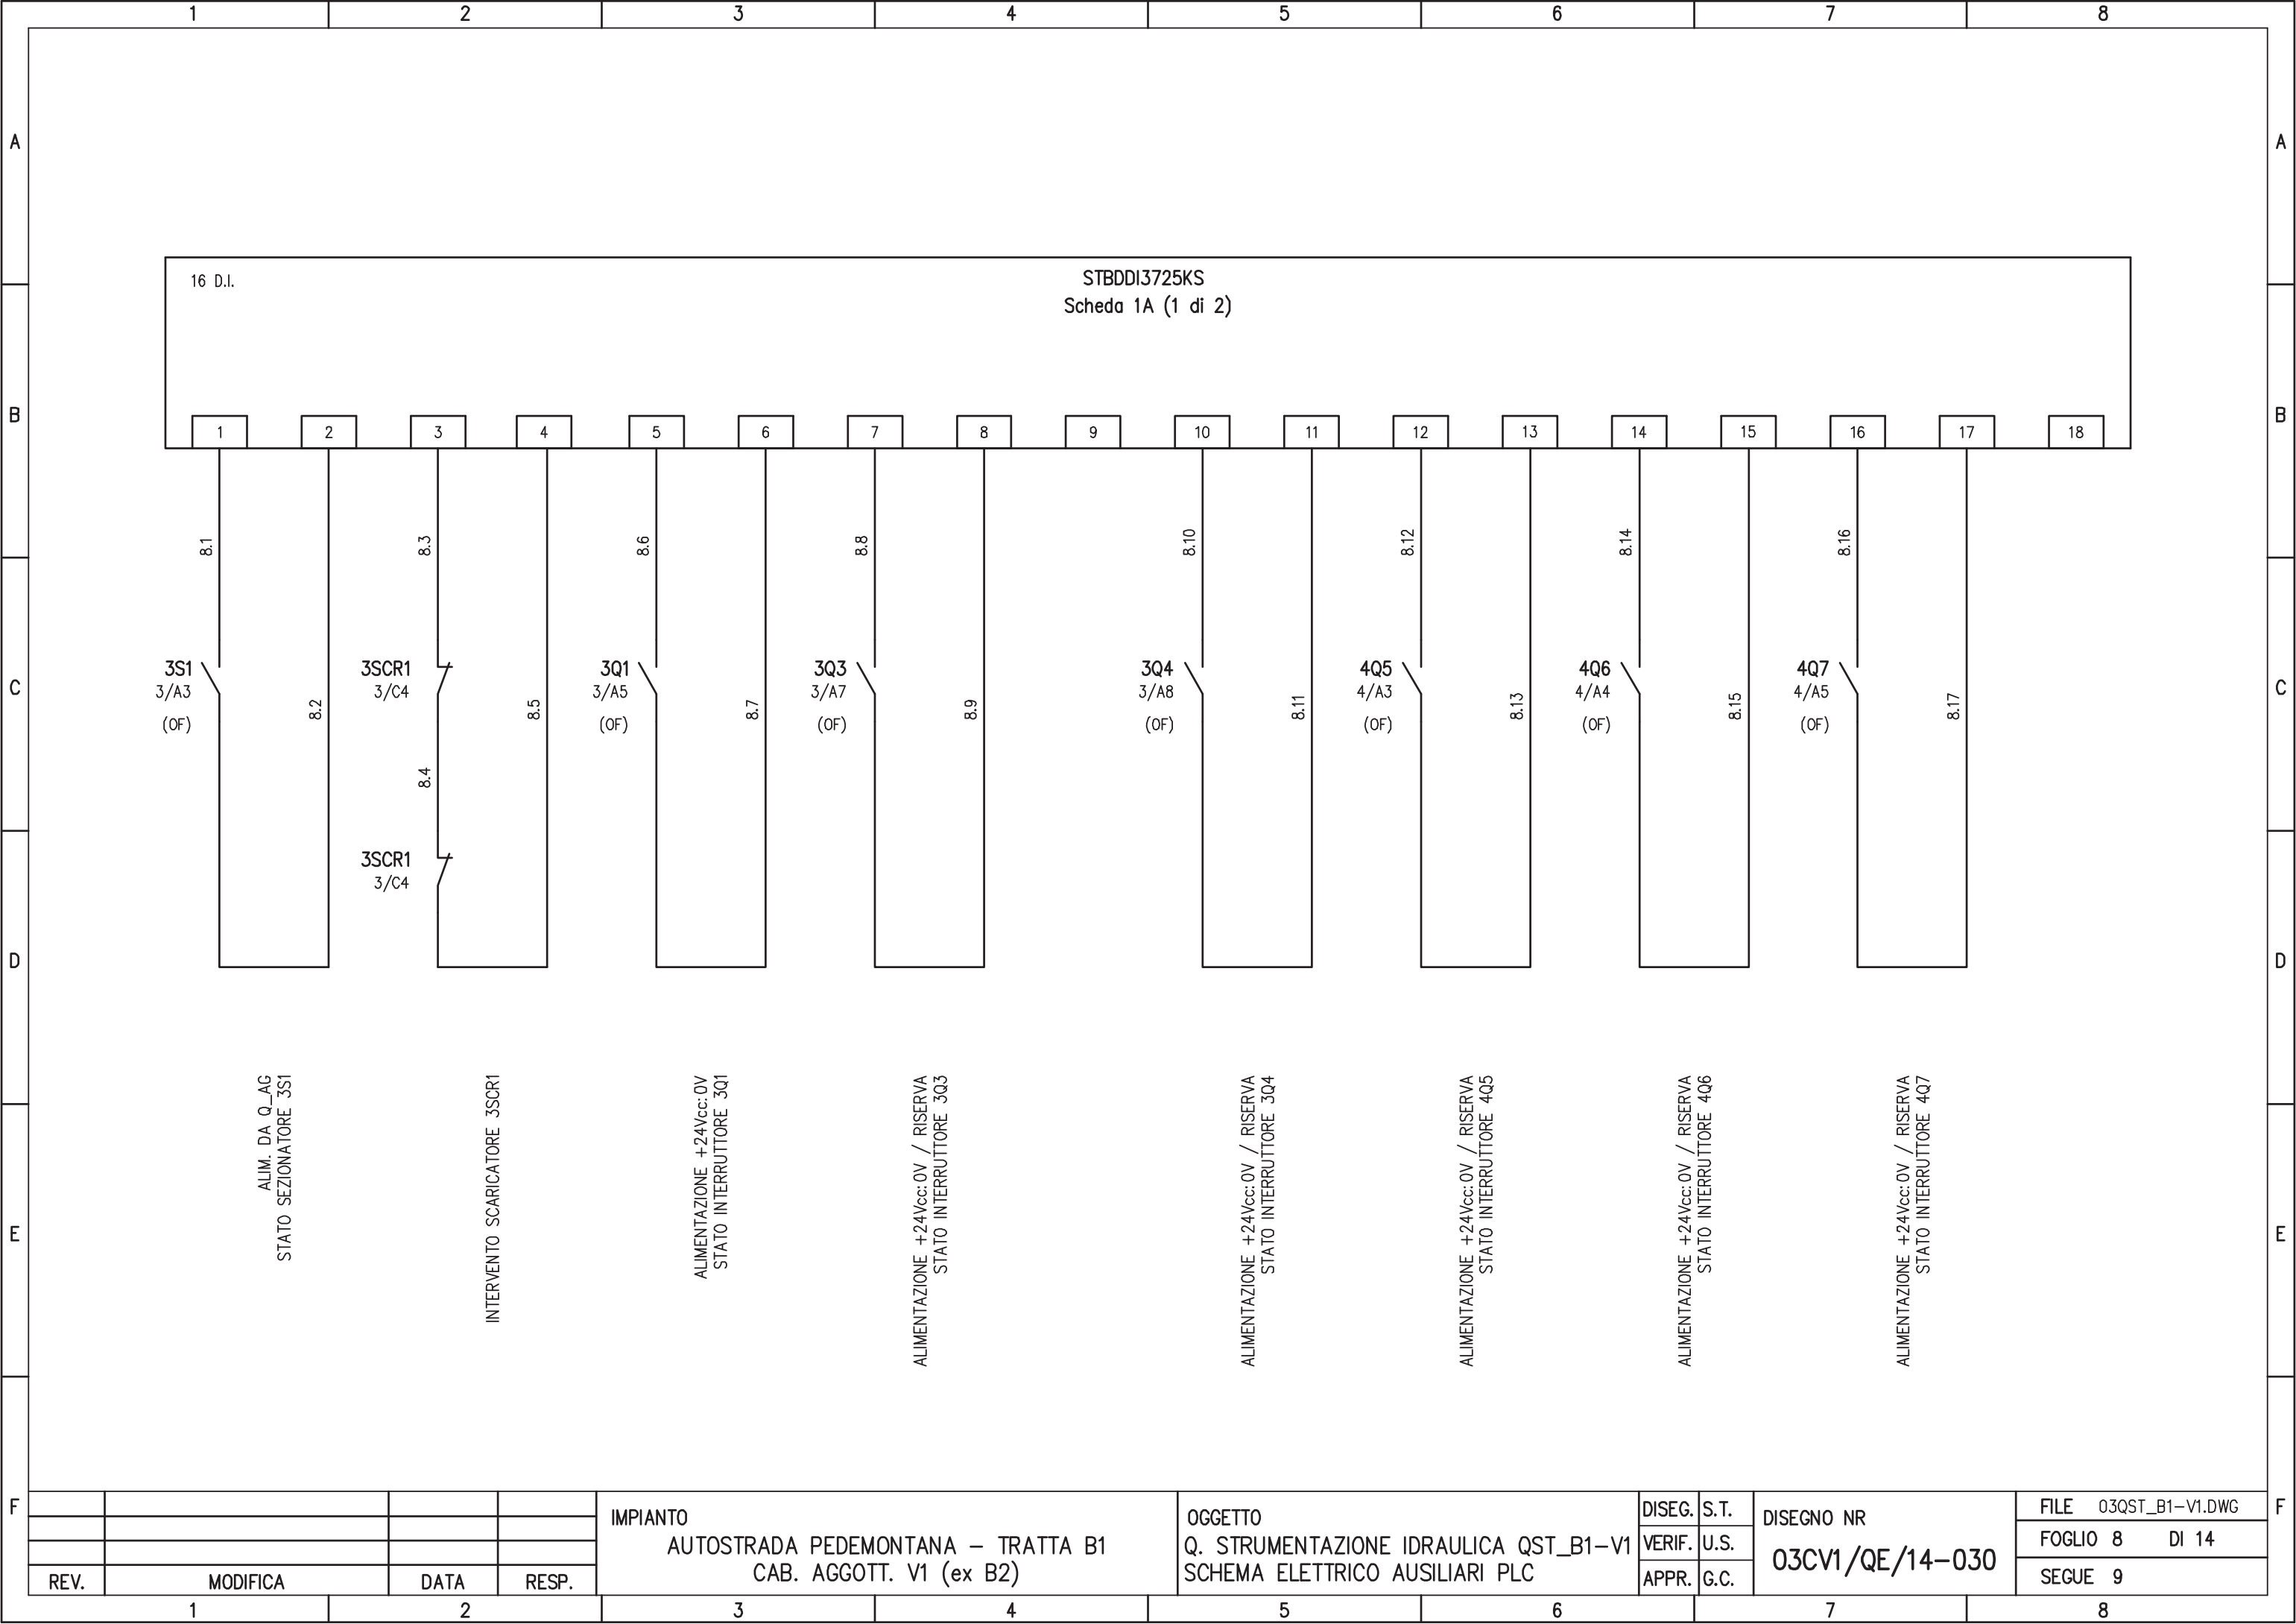 1 2 3 4 5 6 7 8
A A
16 D.I.
STBDDI3725KS
Scheda 1A (1 di 2)
B B
1 2 3 4 5 6 7 8 9 10 11 12 13 14 15 16 17 18
8.1 8.3 8.6 8.8 8.10 8.12 8.14 8.16
3S1 3SCR1 3Q1 3Q3 3Q4 4Q5 4Q6 4Q7
C C
3/A3 3/C4 3/A5 3/A7 3/A8 4/A3 4/A4 4/A5
8.2 8.5 8.7 8.9 8.11 8.13 8.15 8.17
(OF) (OF) (OF) (OF) (OF) (OF) (OF)
8.4
3SCR1
3/C4
D D
ALIM. DA Q_AG
STATO SEZIONATORE 3S1
INTERVENTO SCARICATORE 3SCR1
ALIMENTAZIONE +24Vcc:0V
STATO INTERRUTTORE 3Q1
ALIMENTAZIONE +24Vcc:0V / RISERVA
STATO INTERRUTTORE 3Q3
ALIMENTAZIONE +24Vcc:0V / RISERVA
STATO INTERRUTTORE 3Q4
ALIMENTAZIONE +24Vcc:0V / RISERVA
STATO INTERRUTTORE 4Q5
ALIMENTAZIONE +24Vcc:0V / RISERVA
STATO INTERRUTTORE 4Q6
ALIMENTAZIONE +24Vcc:0V / RISERVA
STATO INTERRUTTORE 4Q7
E E
F F
REV. MODIFICA DATA RESP.
IMPIANTO
AUTOSTRADA PEDEMONTANA – TRATTA B1
CAB. AGGOTT. V1 (ex B2)
OGGETTO
Q. STRUMENTAZIONE IDRAULICA QST_B1–V1
SCHEMA ELETTRICO AUSILIARI PLC
DISEG. S.T.
VERIF. U.S.
APPR. G.C.
DISEGNO NR
03CV1/QE/14-030
FILE 03QST_B1–V1.DWG
FOGLIO 8 DI 14
SEGUE 9
1 2 3 4 5 6 7 8